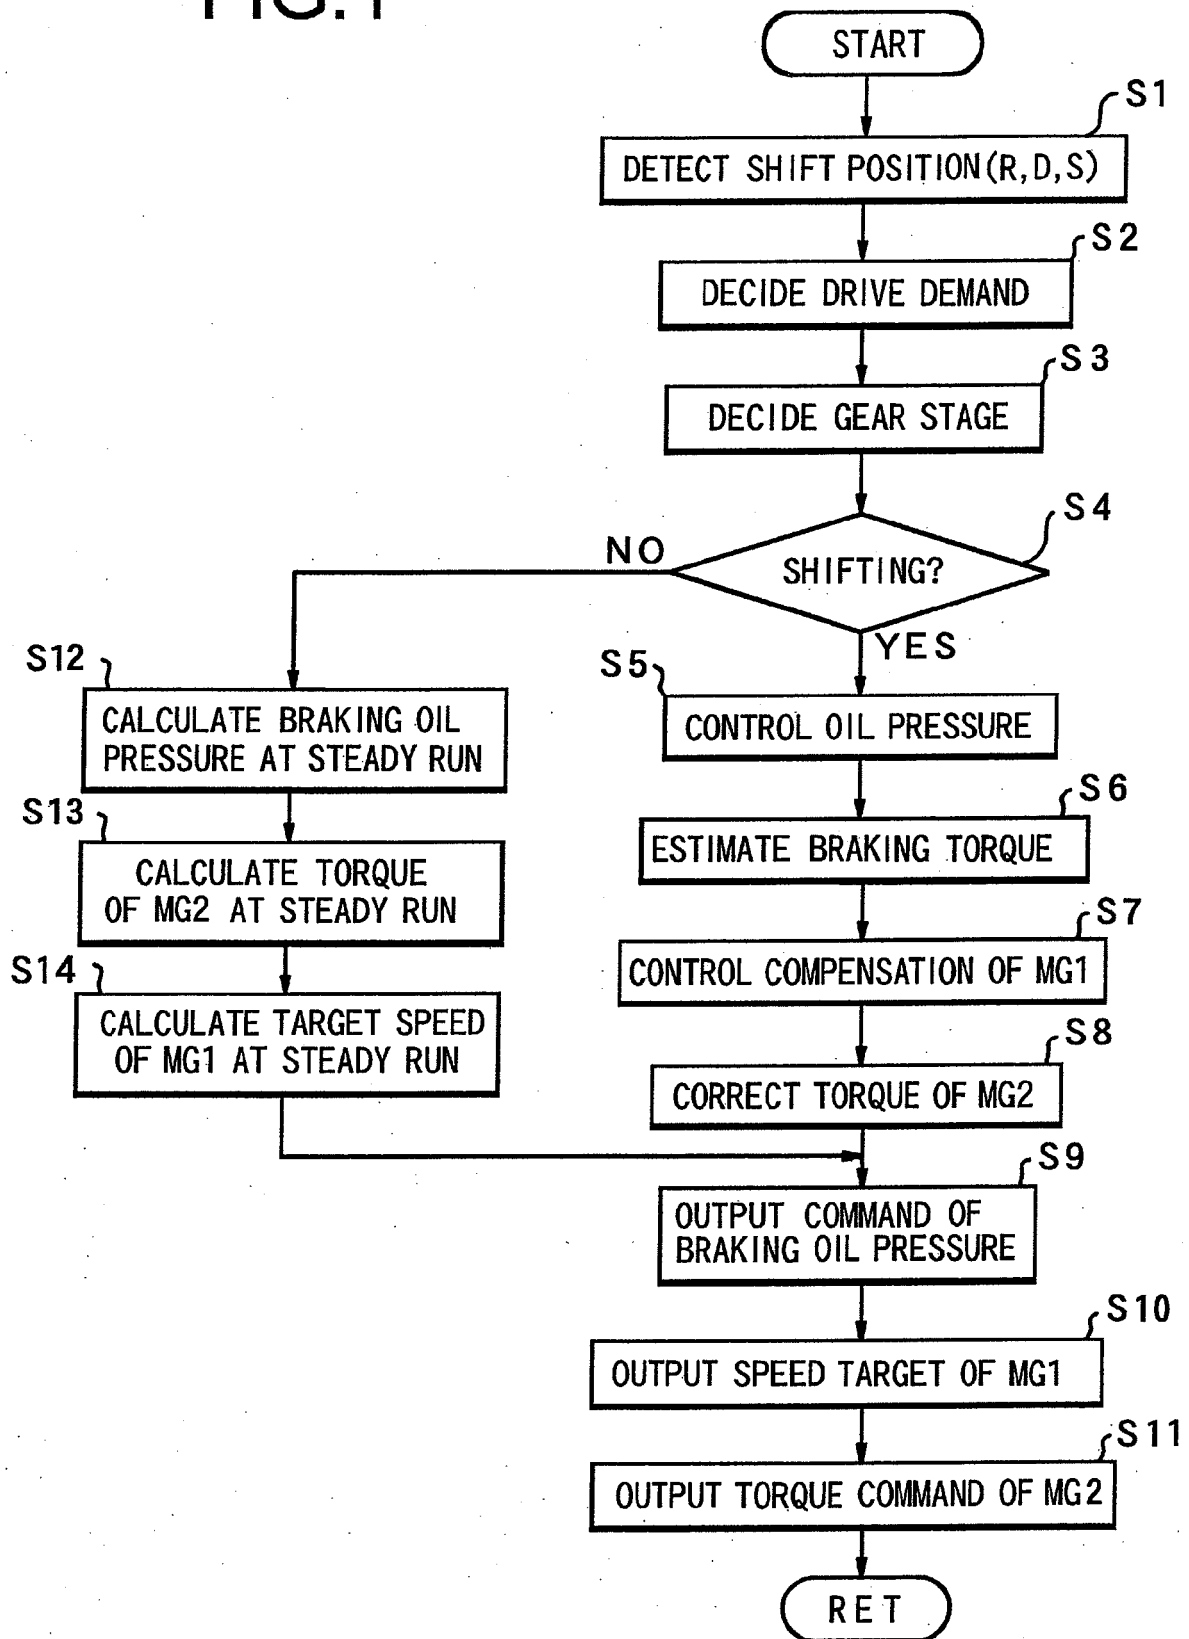 FIG. 1
START
S1
DETECT SHIFT POSITION(R,D,S)
S2
DECIDE DRIVE DEMAND
S3
DECIDE GEAR STAGE
S4
SHIFTING?
NO
YES
S12
CALCULATE BRAKING OIL
PRESSURE AT STEADY RUN
S13
CALCULATE TORQUE
OF MG2 AT STEADY RUN
S14
CALCULATE TARGET SPEED
OF MG1 AT STEADY RUN
S5
CONTROL OIL PRESSURE
S6
ESTIMATE BRAKING TORQUE
S7
CONTROL COMPENSATION OF MG1
S8
CORRECT TORQUE OF MG2
S9
OUTPUT COMMAND OF
BRAKING OIL PRESSURE
S10
OUTPUT SPEED TARGET OF MG1
S11
OUTPUT TORQUE COMMAND OF MG2
RET